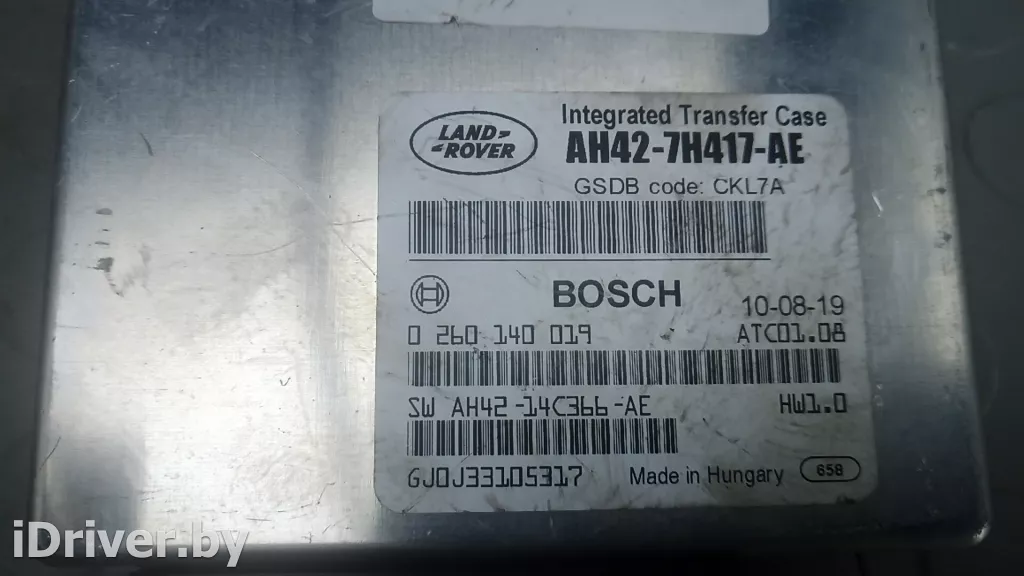 LAND-
ROVER
Integrated Transfer Case
AH42-7H417-AE
GSDB code: CKL7A
BOSCH 10-08-19
0 260 140 019 ATC01.08
SW AH42-14C366-AE HW1.0
GJ0J33105317 Made in Hungary 658
iDriver.by